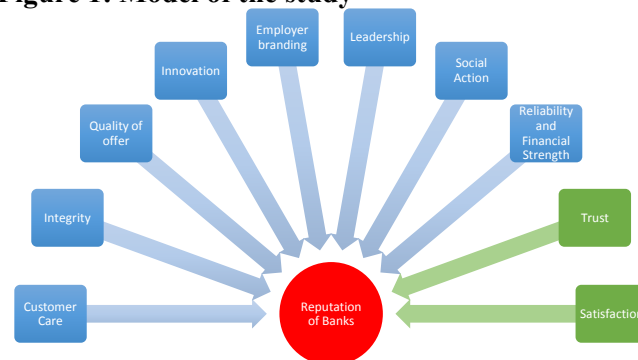 Figure 1: Model of the study
Employer
branding
Leadership
Innovation
Social
Action
Quality of
offer
Reliability
and
Financial
Strength
Integrity
Trust
Customer
Care
Reputation
of Banks
Satisfaction